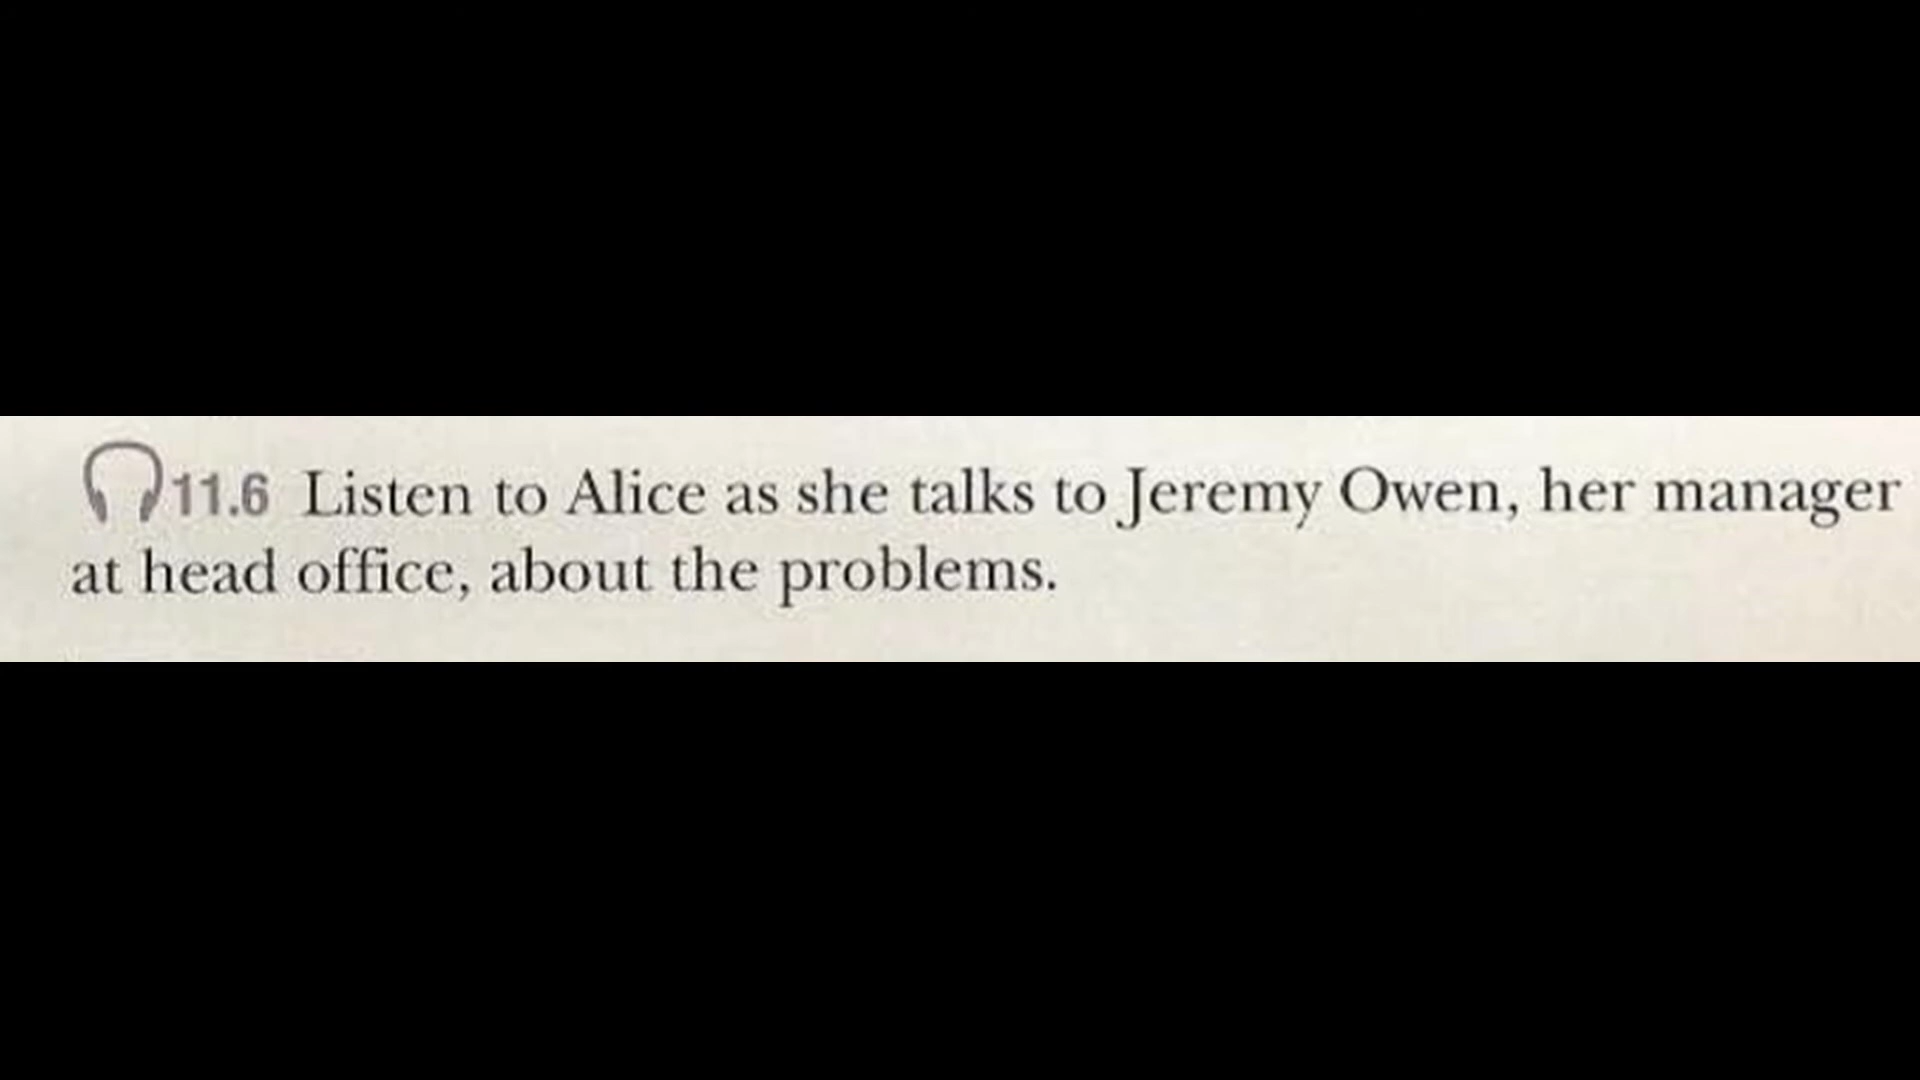 11.6 Listen to Alice as she talks to Jeremy Owen, her manager
at head office, about the problems.